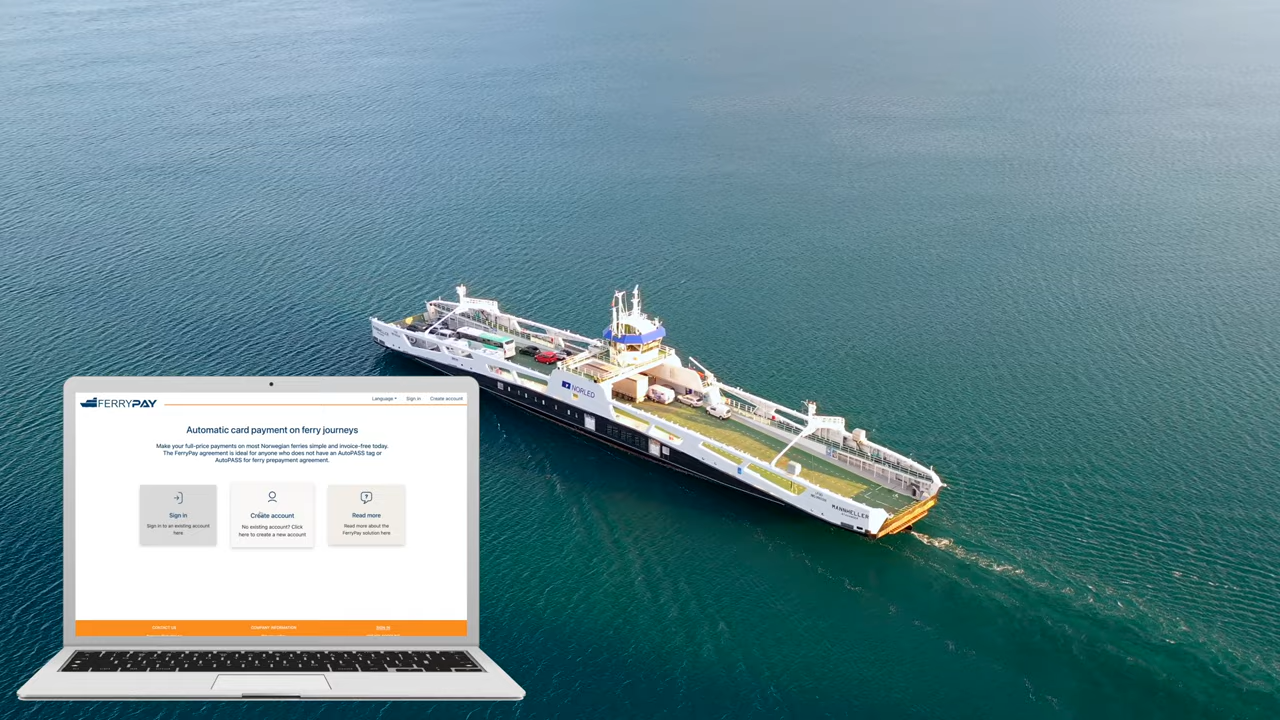 FERRYPAY
Language
Sign in
Create account
Automatic card payment on ferry journeys
Make your full-price payments on most Norwegian ferries simple and invoice-free today.
The FerryPay agreement is ideal for anyone who does not have an AutoPASS tag or
AutoPASS for ferry prepayment agreement.
Sign in
Sign in to an existing account
here
Create account
No existing account? Click
here to create a new account
Read more
Read more about the
FerryPay solution here
CONTACT US
COMPANY INFORMATION
SIGN IN
NORLED
MANNHELLER